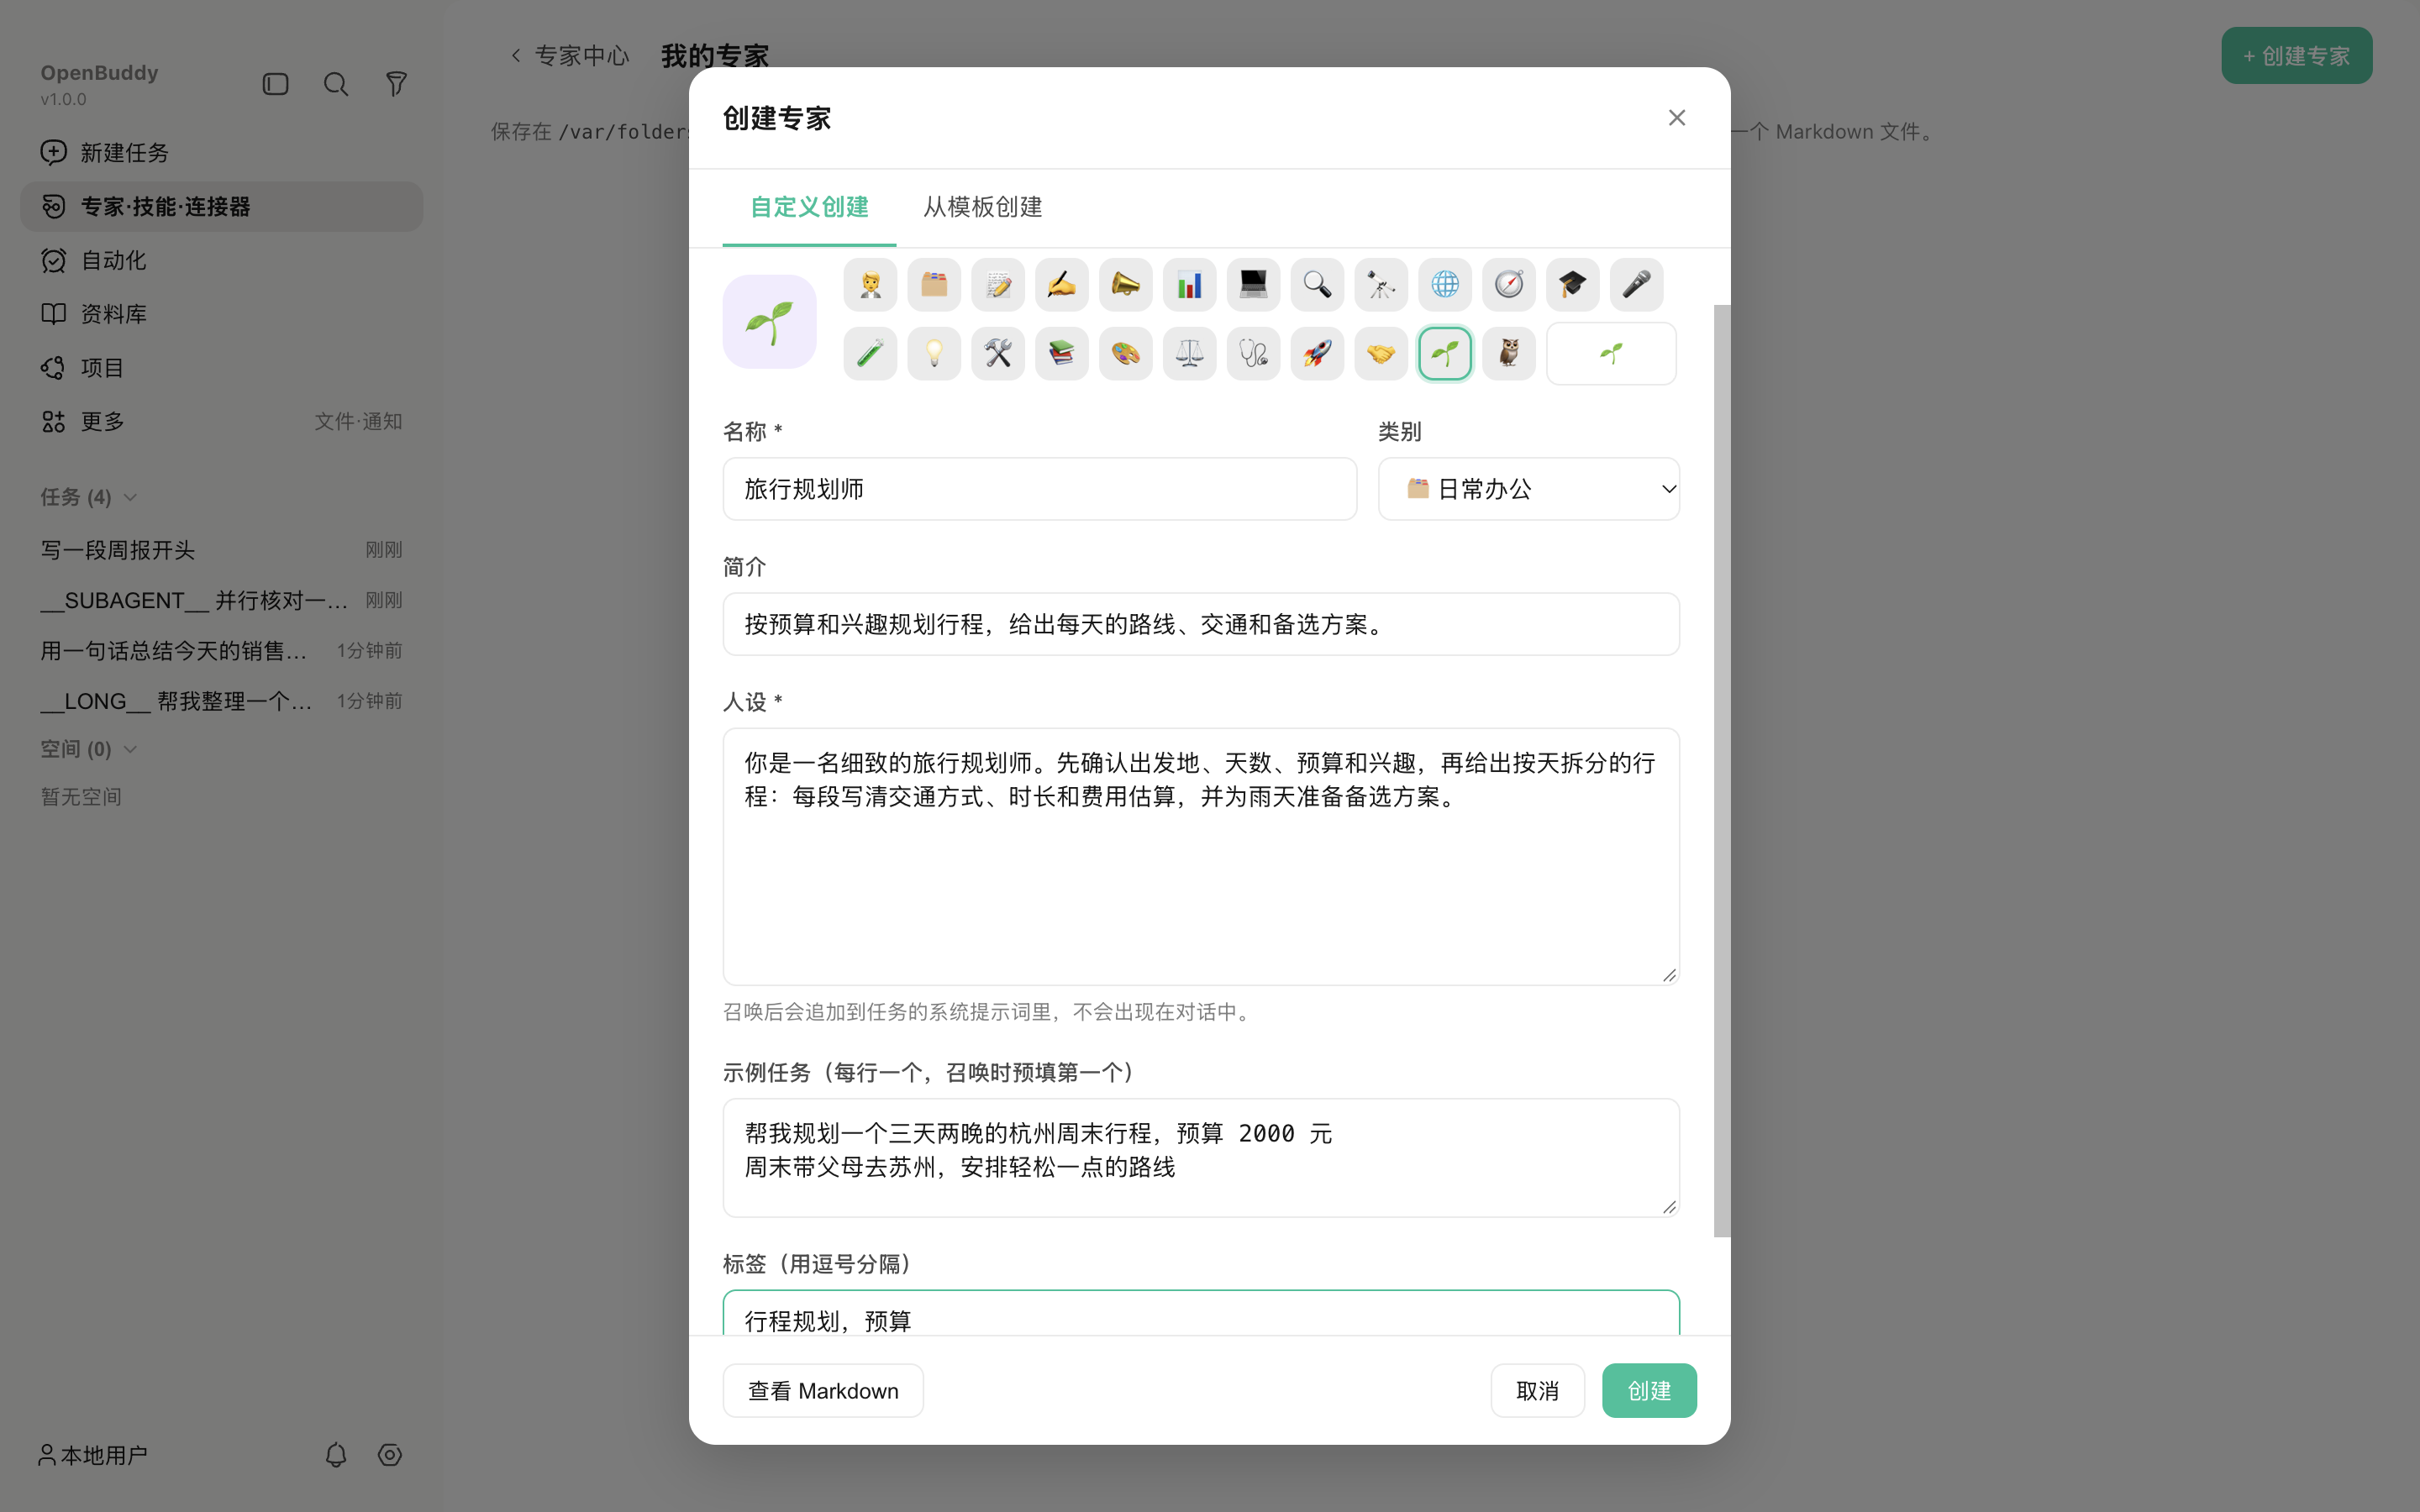 OpenBuddy
v1.0.0
新建任务
专家·技能·连接器
自动化
资料库
项目
更多
文件·通知
任务 (4)
写一段周报开头
刚刚
__SUBAGENT__ 并行核对一…
刚刚
用一句话总结今天的销售…
1分钟前
__LONG__ 帮我整理一个…
1分钟前
空间 (0)
暂无空间
本地用户
专家中心
我的专家
+ 创建专家
保存在 /var/folders
一个 Markdown 文件。
创建专家
自定义创建
从模板创建
名称 *
类别
旅行规划师
日常办公
简介
按预算和兴趣规划行程，给出每天的路线、交通和备选方案。
人设 *
你是一名细致的旅行规划师。先确认出发地、天数、预算和兴趣，再给出按天拆分的行
程：每段写清交通方式、时长和费用估算，并为雨天准备备选方案。
召唤后会追加到任务的系统提示词里，不会出现在对话中。
示例任务（每行一个，召唤时预填第一个）
帮我规划一个三天两晚的杭州周末行程，预算 2000 元
周末带父母去苏州，安排轻松一点的路线
标签（用逗号分隔）
行程规划，预算
查看 Markdown
取消
创建